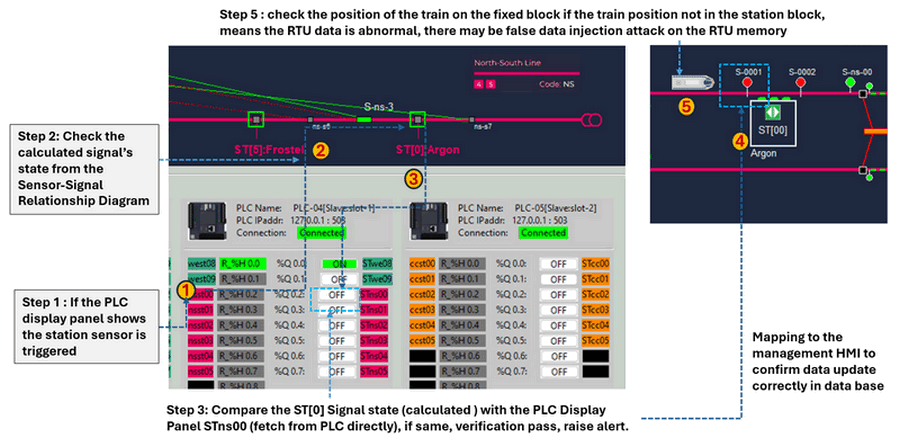 Step 5 : check the position of the train on the fixed block if the train position not in the station block,
means the RTU data is abnormal, there may be false data injection attack on the RTU memory
North-South Line
4 5 Code: NS
S-ns-3
ns-s6
ns-s7
ST[5]:Froste
ST[0]:Argon
2
3
S-0001 S-0002 S-ns-00
5
4
ST[00]
Argon
Step 2: Check the
calculated signal's
state from the
Sensor-Signal
Relationship Diagram
PLC Name: PLC-04[Slave:slot-1]
PLC IPaddr: 127.0.0.1 : 503
Connection: Connected
PLC Name: PLC-05[Slave:slot-2]
PLC IPaddr: 127.0.0.1 : 503
Connection: Connected
west08 R_%H 0.0 %Q 0.0: ON STwe08
west09 R_%H 0.1 %Q 0.1: OFF STwe09
nsst00 R_%H 0.2 %Q 0.2: OFF STns00
nsst01 R_%H 0.3 %Q 0.3: OFF STns01
nsst02 R_%H 0.4 %Q 0.4: OFF STns02
nsst03 R_%H 0.5 %Q 0.5: OFF STns03
nsst04 R_%H 0.6 %Q 0.6: OFF STns04
nsst05 R_%H 0.7 %Q 0.7: OFF STns05
R_%H 0.8
ccst00 R_%H 0.0 %Q 0.0: OFF STcc00
ccst01 R_%H 0.1 %Q 0.1: OFF STcc01
ccst02 R_%H 0.2 %Q 0.2: OFF STcc02
ccst03 R_%H 0.3 %Q 0.3: OFF STcc03
ccst04 R_%H 0.4 %Q 0.4: OFF STcc04
ccst05 R_%H 0.5 %Q 0.5: OFF STcc05
R_%H 0.6 %Q 0.6: OFF
R_%H 0.7 %Q 0.7: OFF
R_%H 0.8
1
Step 1 : If the PLC
display panel shows
the station sensor is
triggered
Mapping to the
management HMI to
confirm data update
correctly in data base
Step 3: Compare the ST[0] Signal state (calculated ) with the PLC Display
Panel STns00 (fetch from PLC directly), if same, verification pass, raise alert.